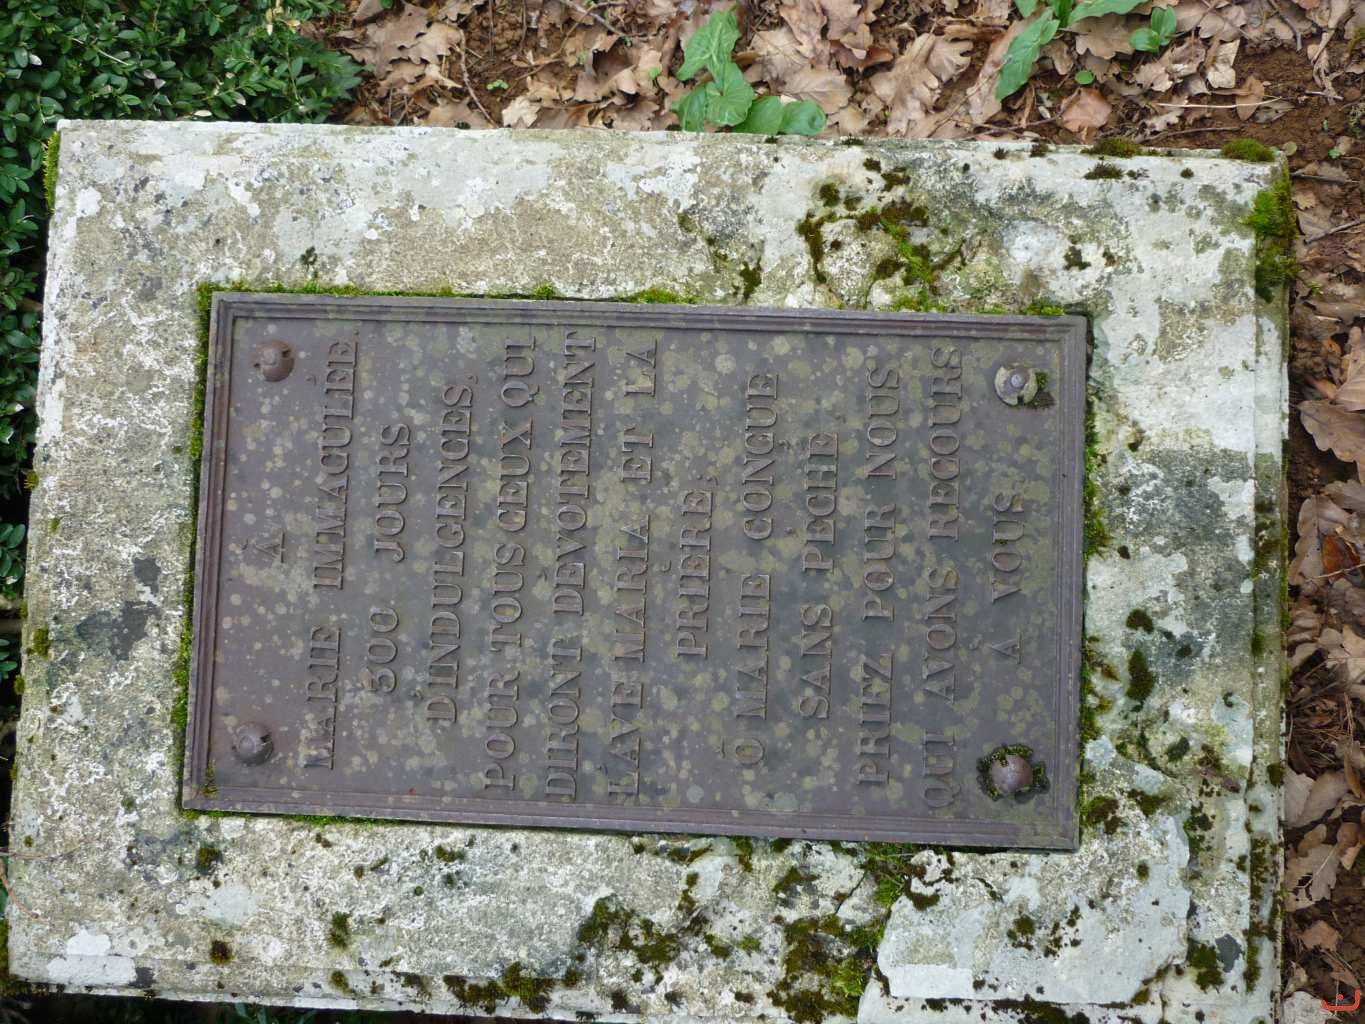 À
MARIE IMMACULÉE
300 JOURS
D'INDULGENCES,
POUR TOUS CEUX QUI
DIRONT DÉVOTEMENT
L'AVE MARIA ET LA
PRIÈRE:
Ô MARIE CONÇUE
SANS PÉCHÉ
PRIEZ POUR NOUS
QUI AVONS RECOURS
À VOUS.